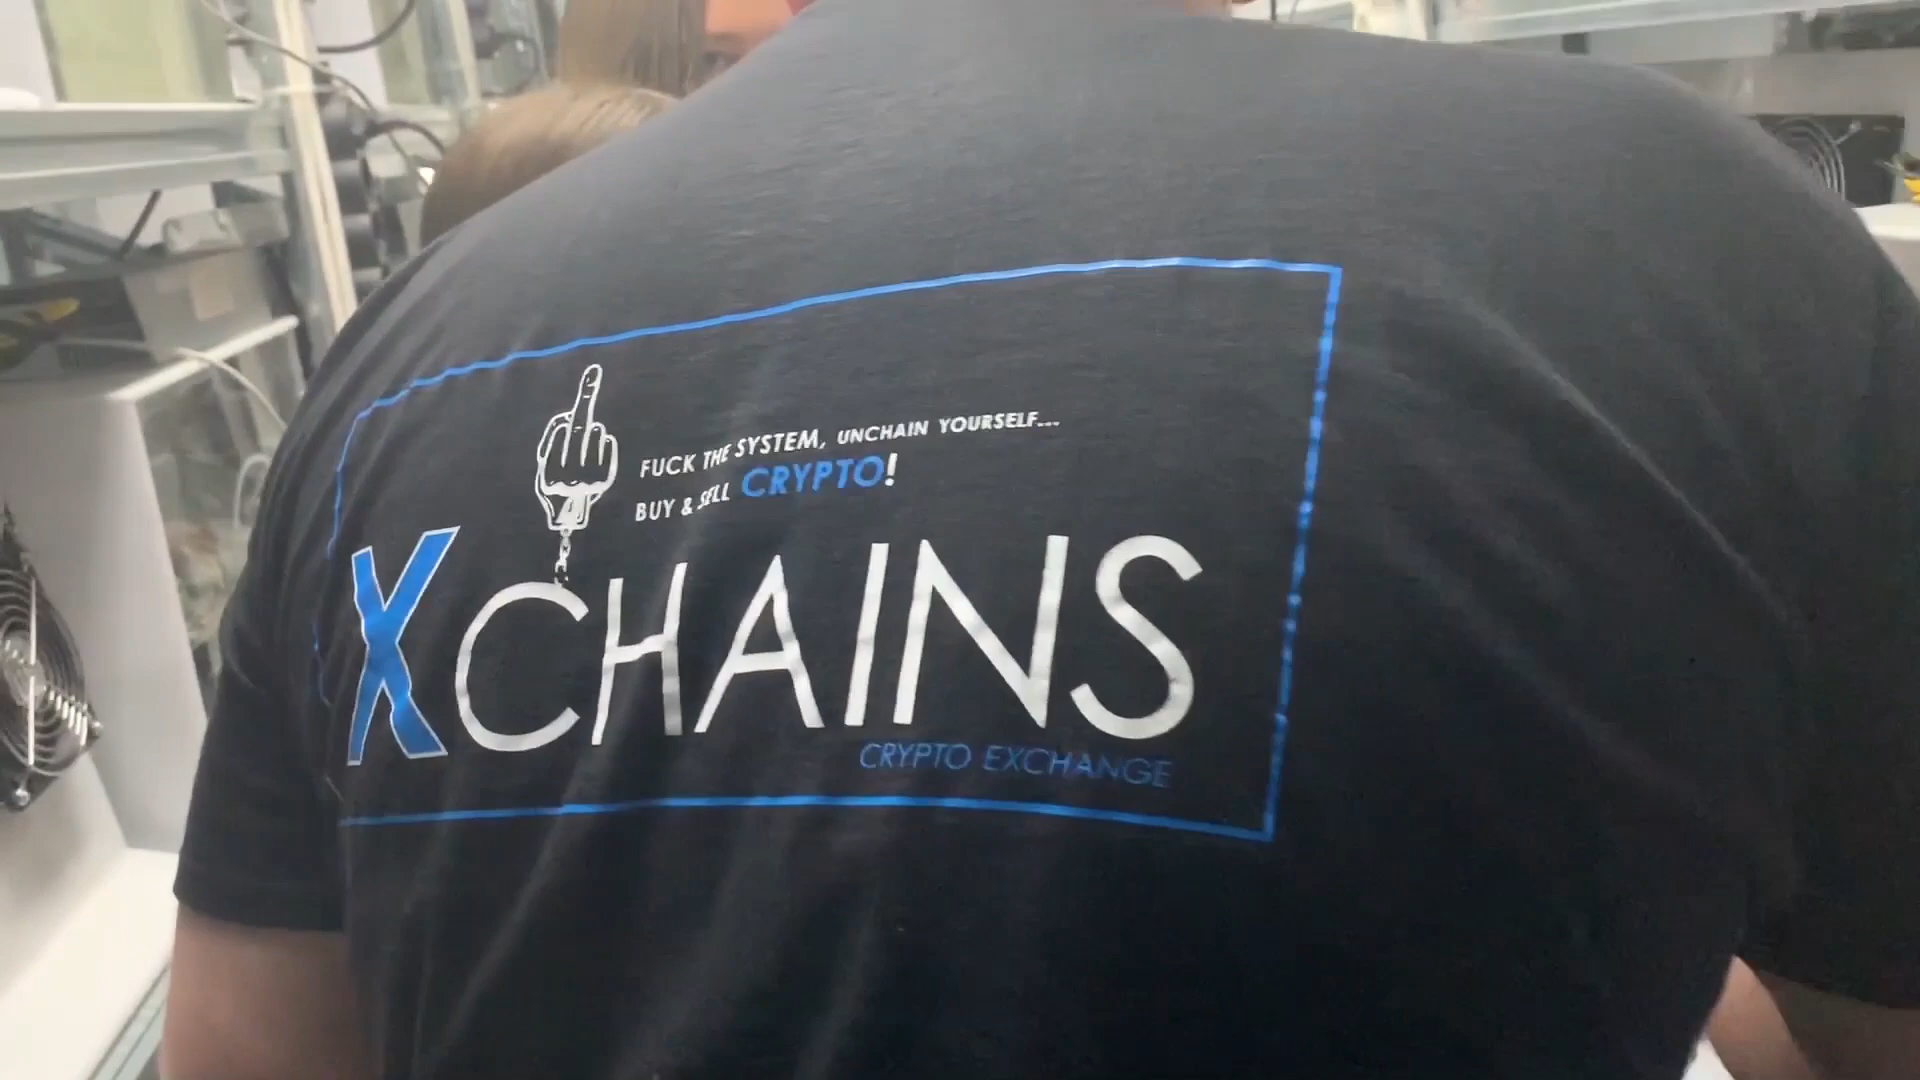 FUCK THE SYSTEM, UNCHAIN YOURSELF...
BUY & SELL CRYPTO!
XCHAINS
CRYPTO EXCHANGE